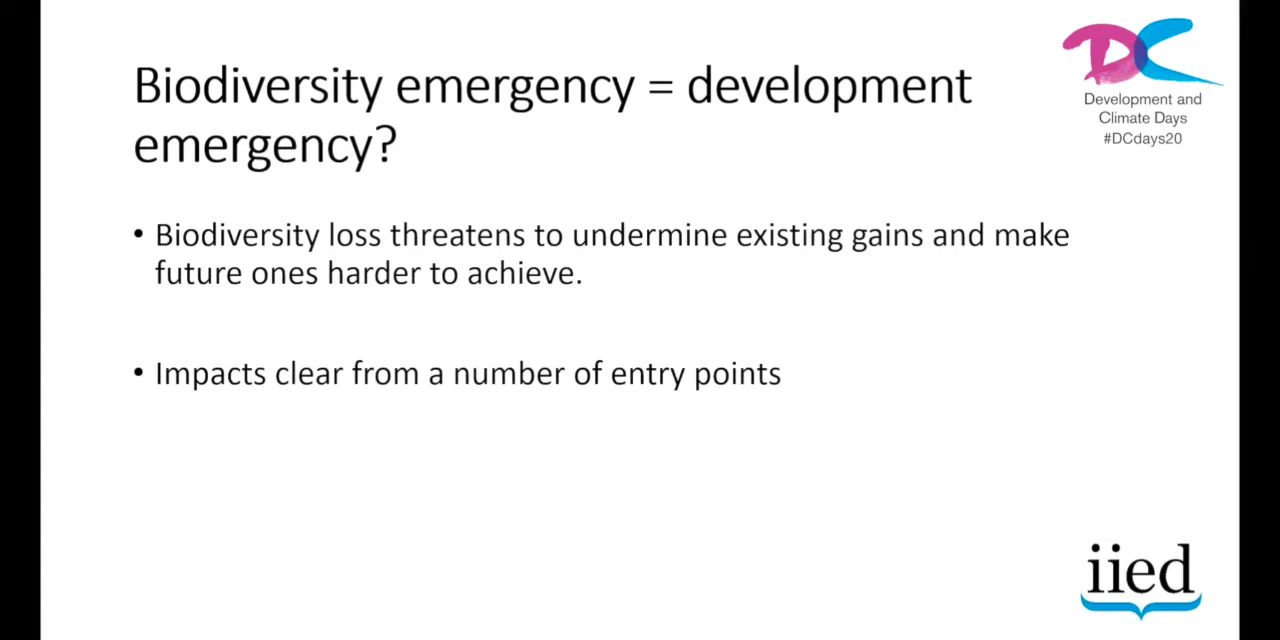 Biodiversity emergency = development
emergency?
DC
Development and
Climate Days
#DCdays20
• Biodiversity loss threatens to undermine existing gains and make
future ones harder to achieve.
• Impacts clear from a number of entry points
iied